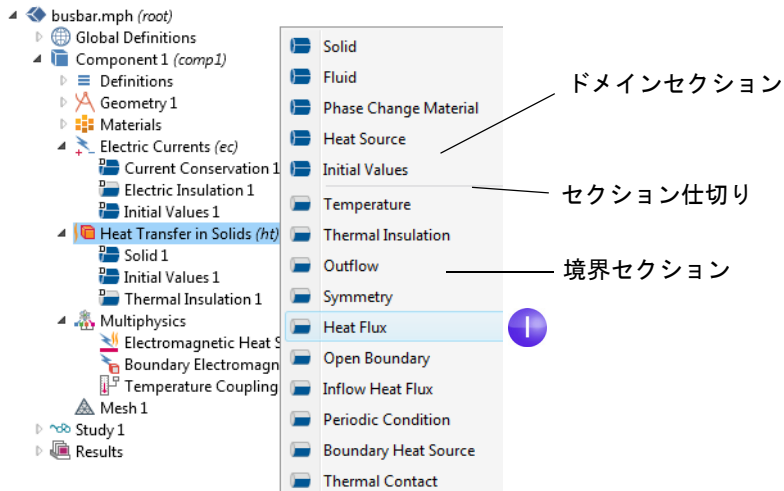 busbar.mph (root)
Global Definitions
Component 1 (comp1)
Definitions
Geometry 1
Materials
Electric Currents (ec)
Current Conservation 1
Electric Insulation 1
Initial Values 1
Heat Transfer in Solids (ht)
Solid 1
Initial Values 1
Thermal Insulation 1
Multiphysics
Electromagnetic Heat S
Boundary Electromagn
Temperature Coupling
Mesh 1
Study 1
Results
Solid
Fluid
Phase Change Material
Heat Source
Initial Values
Temperature
Thermal Insulation
Outflow
Symmetry
Heat Flux
Open Boundary
Inflow Heat Flux
Periodic Condition
Boundary Heat Source
Thermal Contact
ドメインセクション
セクション仕切り
境界セクション
1